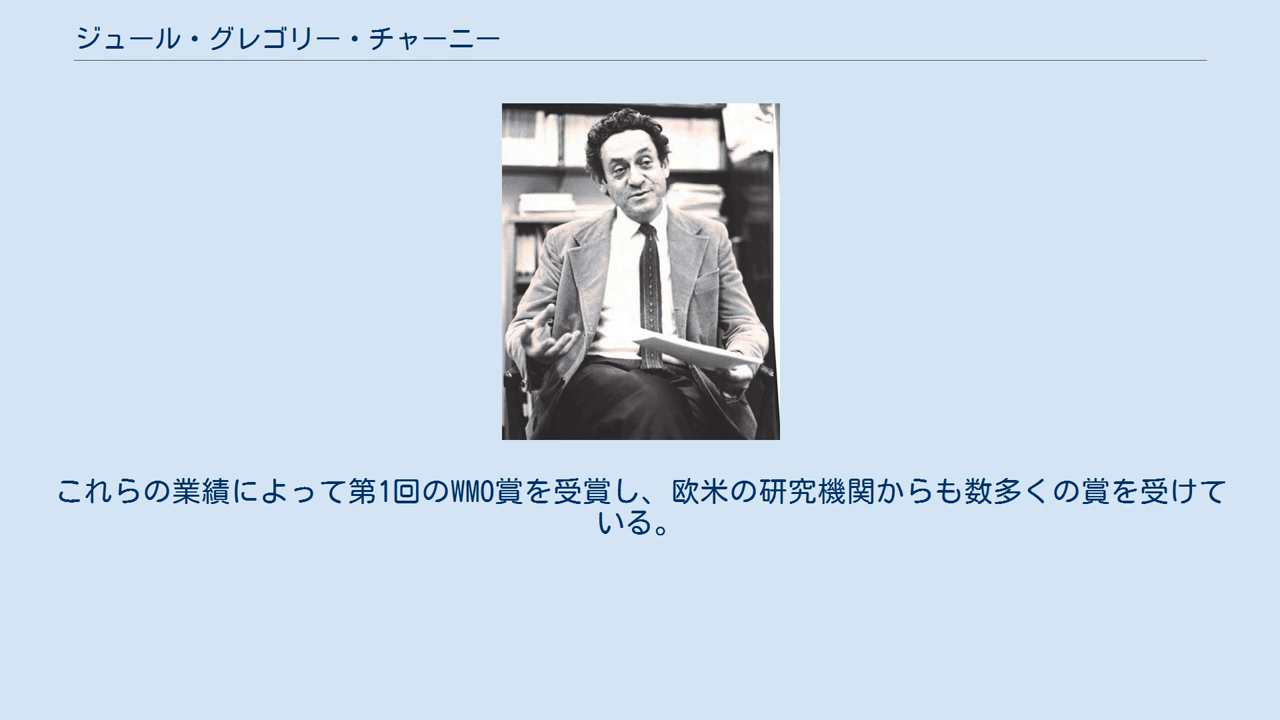 ジュール・グレゴリー・チャーニー
これらの業績によって第1回のWMO賞を受賞し、欧米の研究機関からも数多くの賞を受けて
いる。